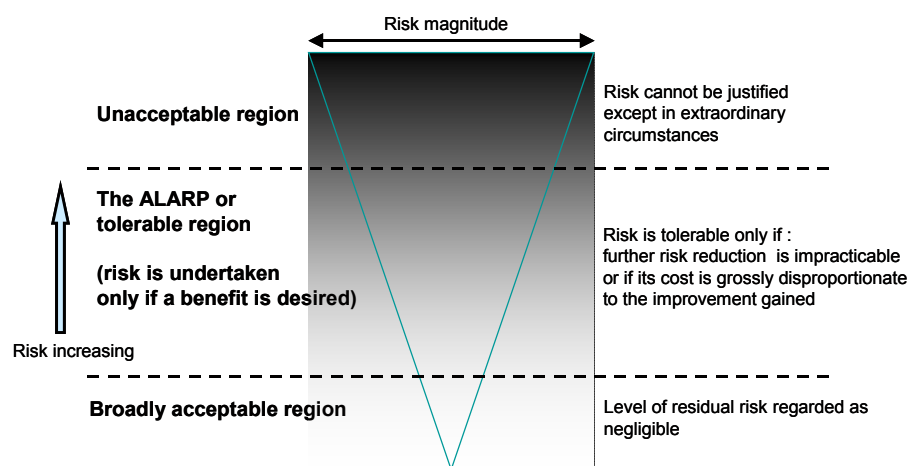 Risk magnitude
Unacceptable region
Risk cannot be justified
except in extraordinary
circumstances
The ALARP or
tolerable region
(risk is undertaken
only if a benefit is desired)
Risk is tolerable only if :
further risk reduction is impracticable
or if its cost is grossly disproportionate
to the improvement gained
Risk increasing
Broadly acceptable region
Level of residual risk regarded as
negligible